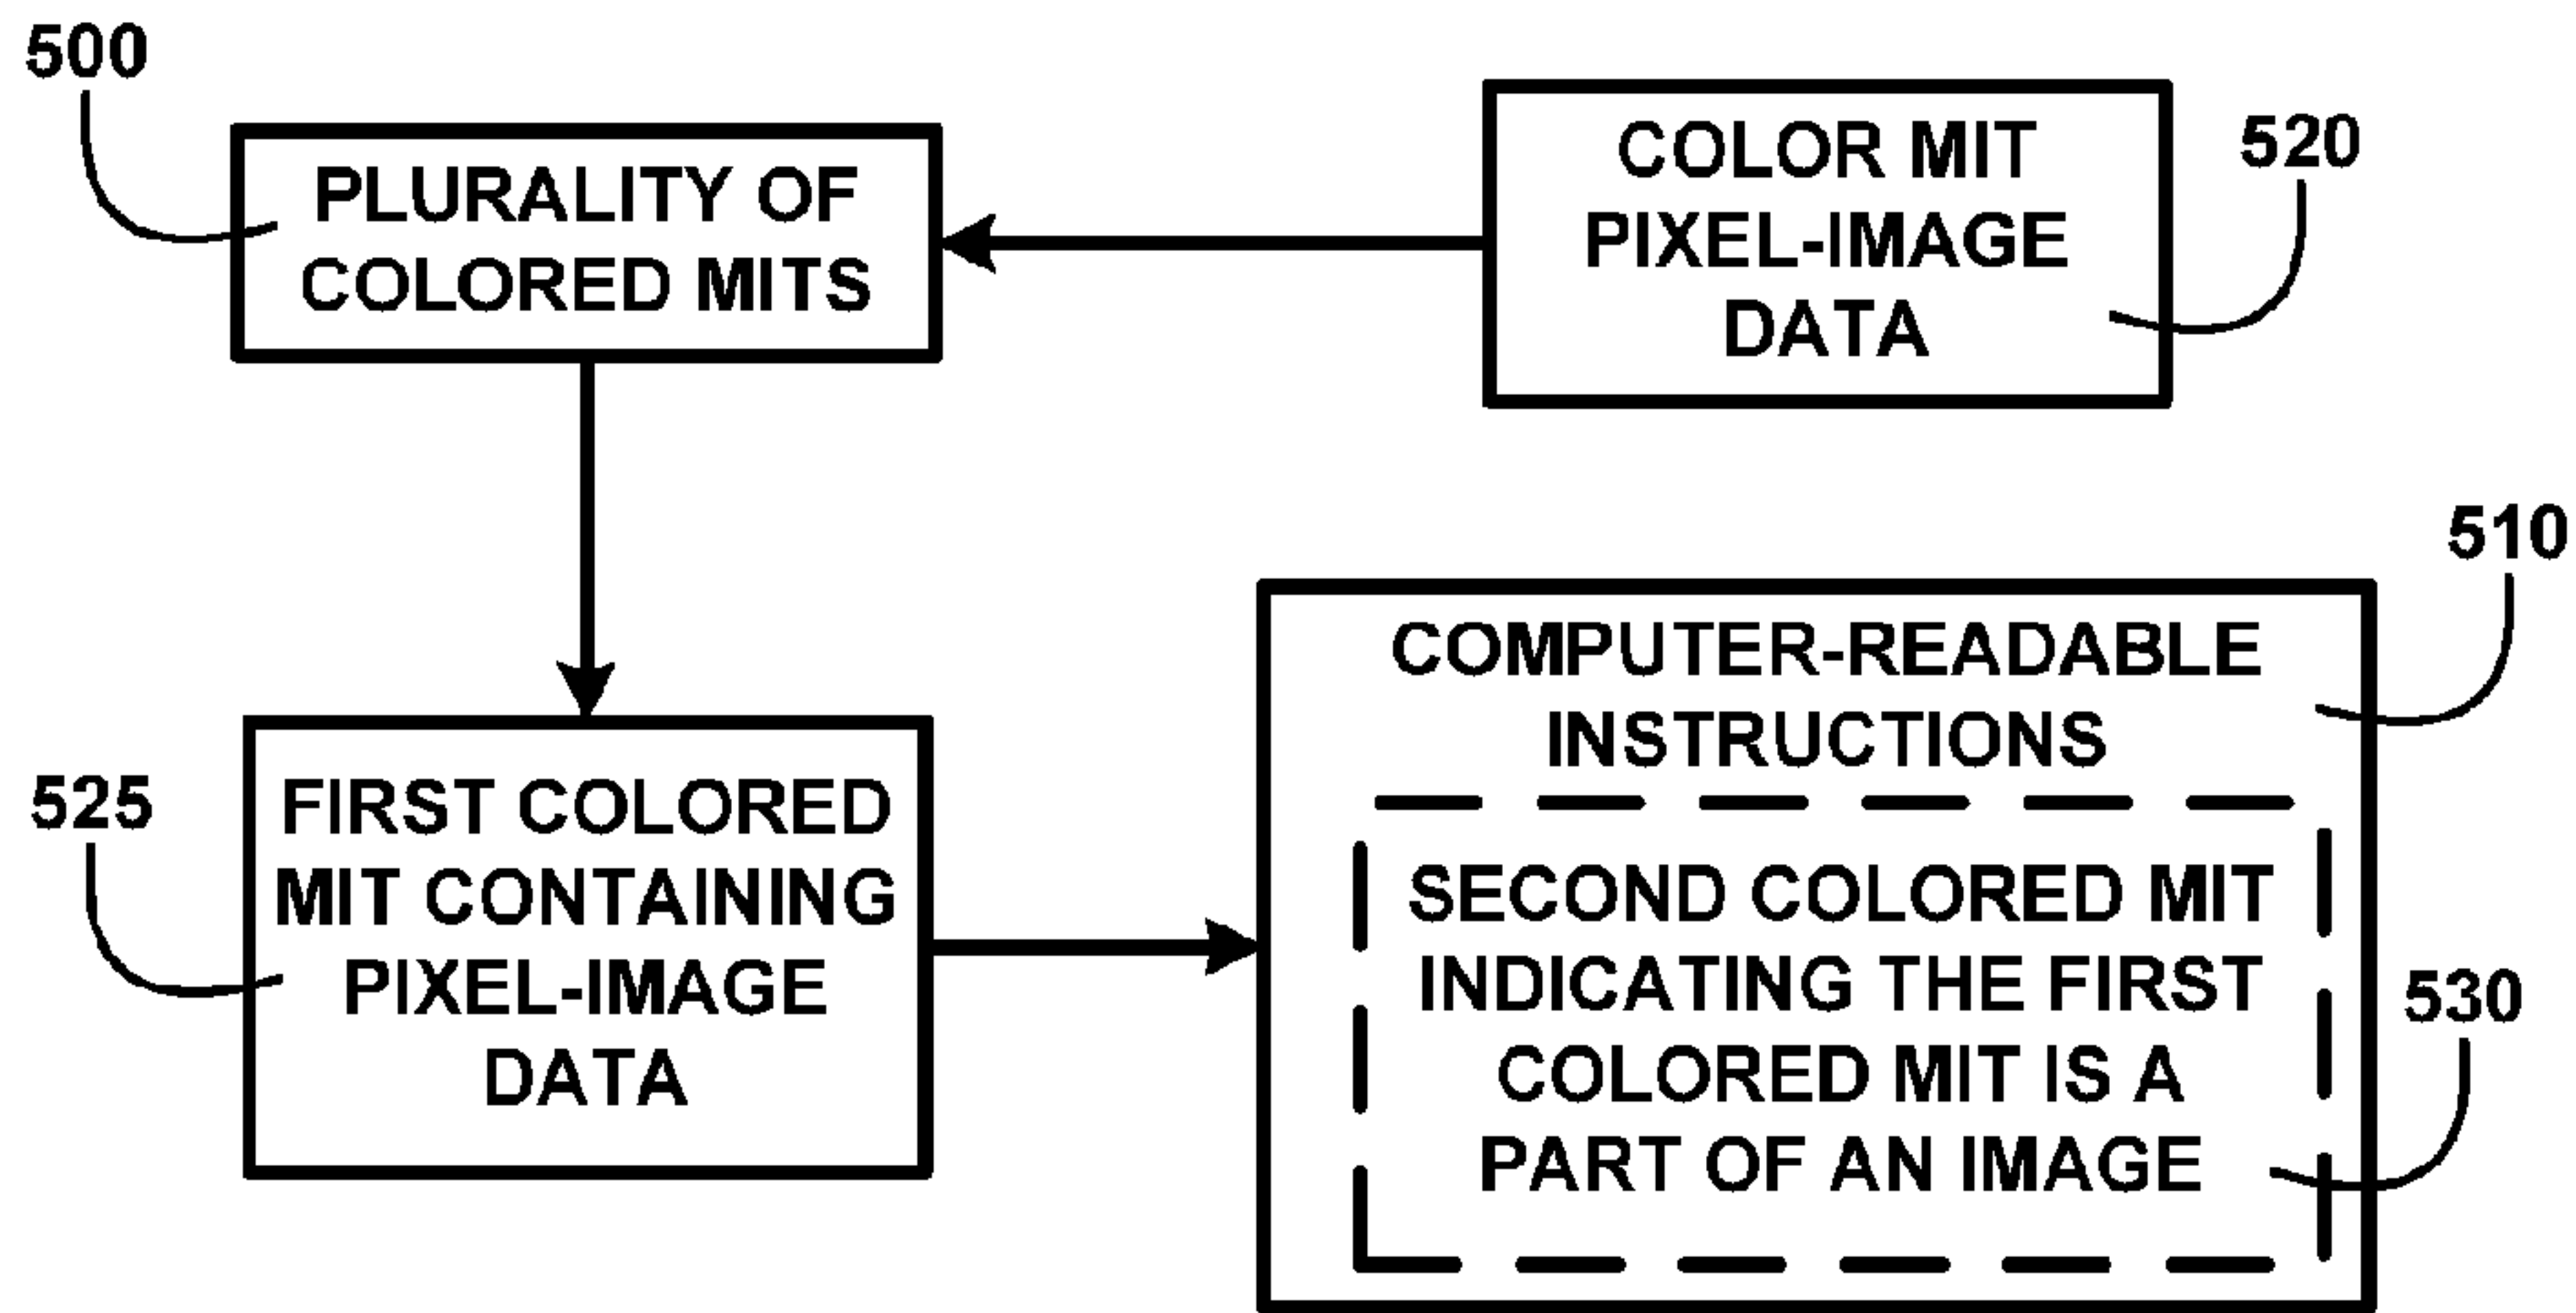 500
PLURALITY OF
COLORED MITS
COLOR MIT
PIXEL-IMAGE
DATA
520
525
FIRST COLORED
MIT CONTAINING
PIXEL-IMAGE
DATA
510
COMPUTER-READABLE
INSTRUCTIONS
SECOND COLORED MIT
INDICATING THE FIRST
COLORED MIT IS A
PART OF AN IMAGE
530